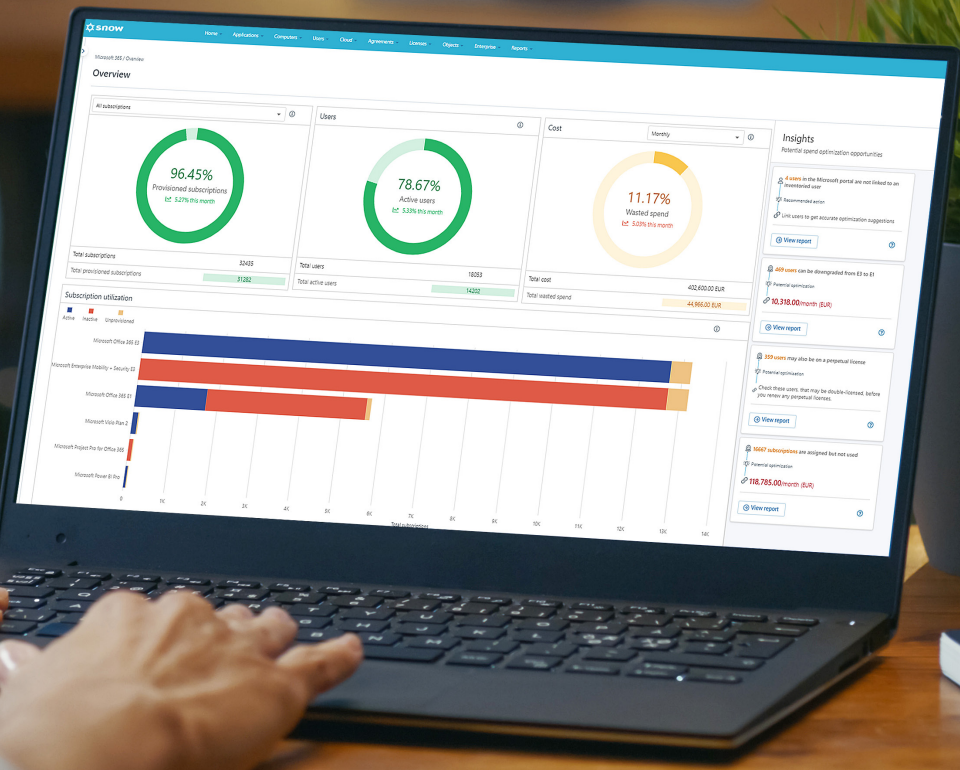 snow
Home Applications Computers Users Cloud Agreements Licenses Objects Enterprise Reports
Microsoft 365 / Overview
Overview
All subscriptions
96.45%
Provisioned subscriptions
5.27% this month
Total subscriptions 32435
Total provisioned subscriptions 31282
Users
78.67%
Active users
5.33% this month
Total users 18053
Total active users 14202
Cost
Monthly
11.17%
Wasted spend
5.03% this month
Total cost 402,600.00 EUR
Total wasted spend 44,966.00 EUR
Subscription utilization
Active Inactive Unprovisioned
Microsoft Office 365 E3
Microsoft Enterprise Mobility + Security E3
Microsoft Office 365 E1
Microsoft Visio Plan 2
Microsoft Project Pro for Office 365
Microsoft Power BI Pro
0 1K 2K 3K 4K 5K 6K 7K 8K 9K 10K 11K 12K 13K 14K
Total subscriptions
Insights
Potential spend optimization opportunities
4 users in the Microsoft portal are not linked to an
inventoried user
Recommended action
Link users to get accurate optimization suggestions
View report
469 users can be downgraded from E3 to E1
Potential optimization
10,318.00/month (EUR)
View report
359 users may also be on a perpetual license
Potential optimization
Check these users, that may be double-licensed, before
you renew any perpetual licenses.
View report
16667 subscriptions are assigned but not used
Potential optimization
118,785.00/month (EUR)
View report